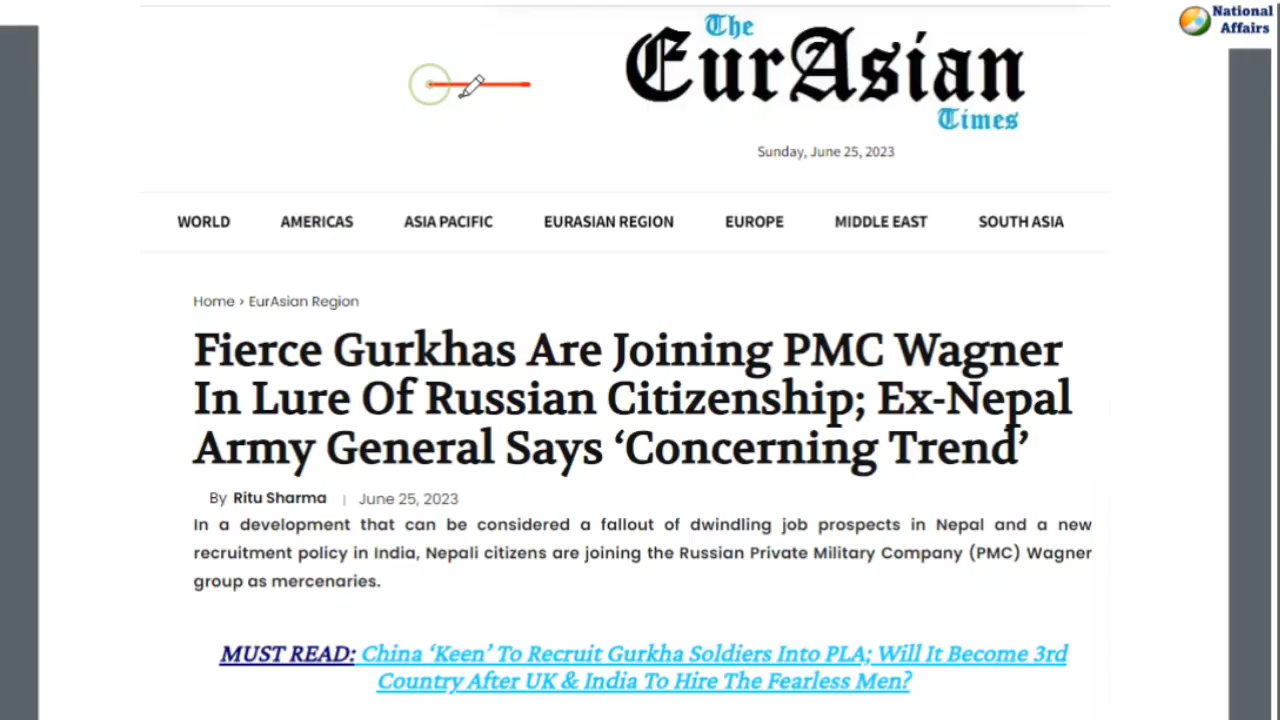 National
Affairs
The
EurAsian
Times
Sunday, June 25, 2023
WORLD AMERICAS ASIA PACIFIC EURASIAN REGION EUROPE MIDDLE EAST SOUTH ASIA
Home › EurAsian Region
Fierce Gurkhas Are Joining PMC Wagner
In Lure Of Russian Citizenship; Ex-Nepal
Army General Says ‘Concerning Trend’
By Ritu Sharma | June 25, 2023
In a development that can be considered a fallout of dwindling job prospects in Nepal and a new
recruitment policy in India, Nepali citizens are joining the Russian Private Military Company (PMC) Wagner
group as mercenaries.
MUST READ: China ‘Keen’ To Recruit Gurkha Soldiers Into PLA; Will It Become 3rd
Country After UK & India To Hire The Fearless Men?